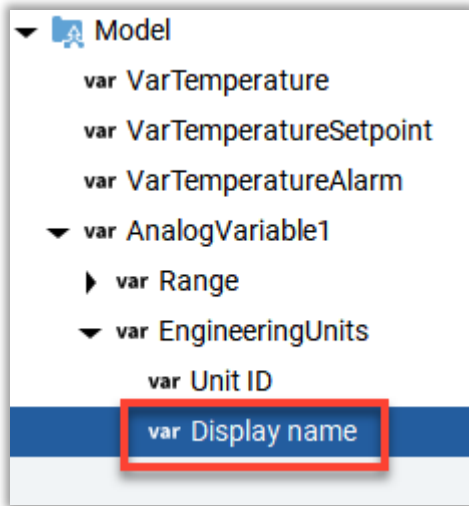 Model
var VarTemperature
var VarTemperatureSetpoint
var VarTemperatureAlarm
var AnalogVariable1
var Range
var EngineeringUnits
var Unit ID
var Display name